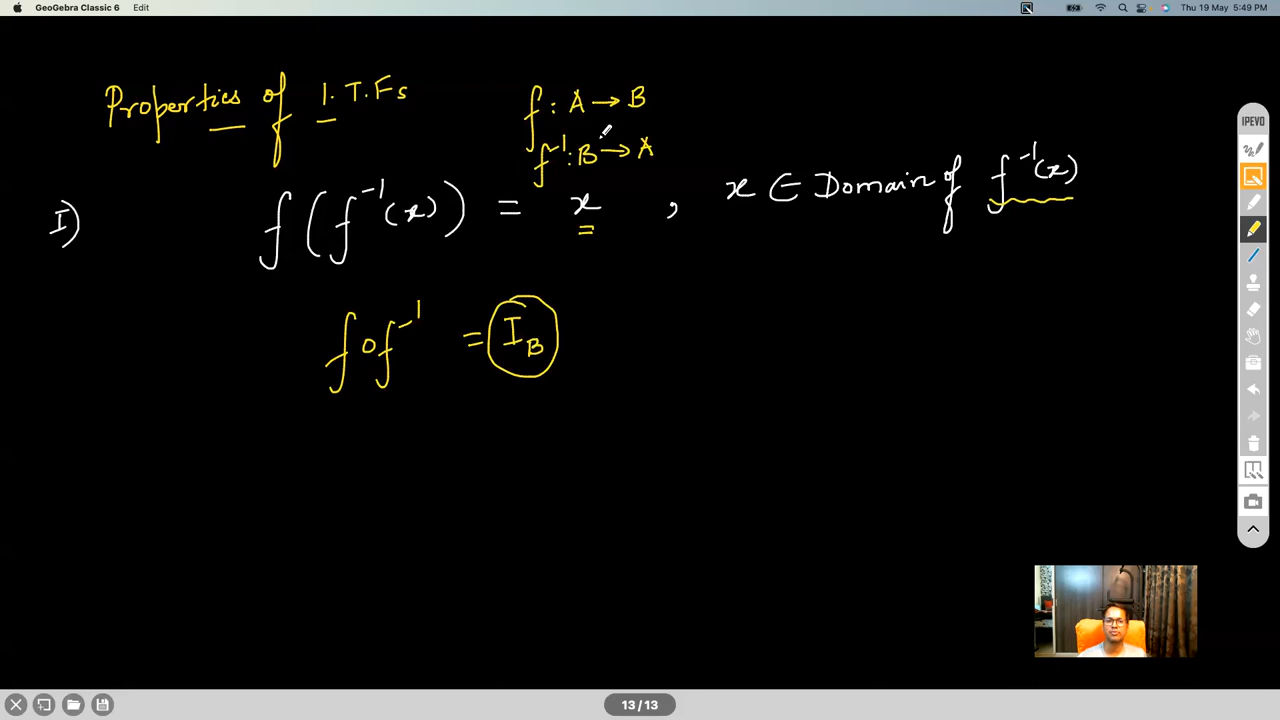 GeoGebra Classic 6 Edit Thu 19 May 5:49 PM
Properties of I.T.Fs
f : A → B
f⁻¹ : B → A
I) f(f⁻¹(x)) = x , x ∈ Domain of f⁻¹(x)
fof⁻¹ = I_B
IPEVO
13/13